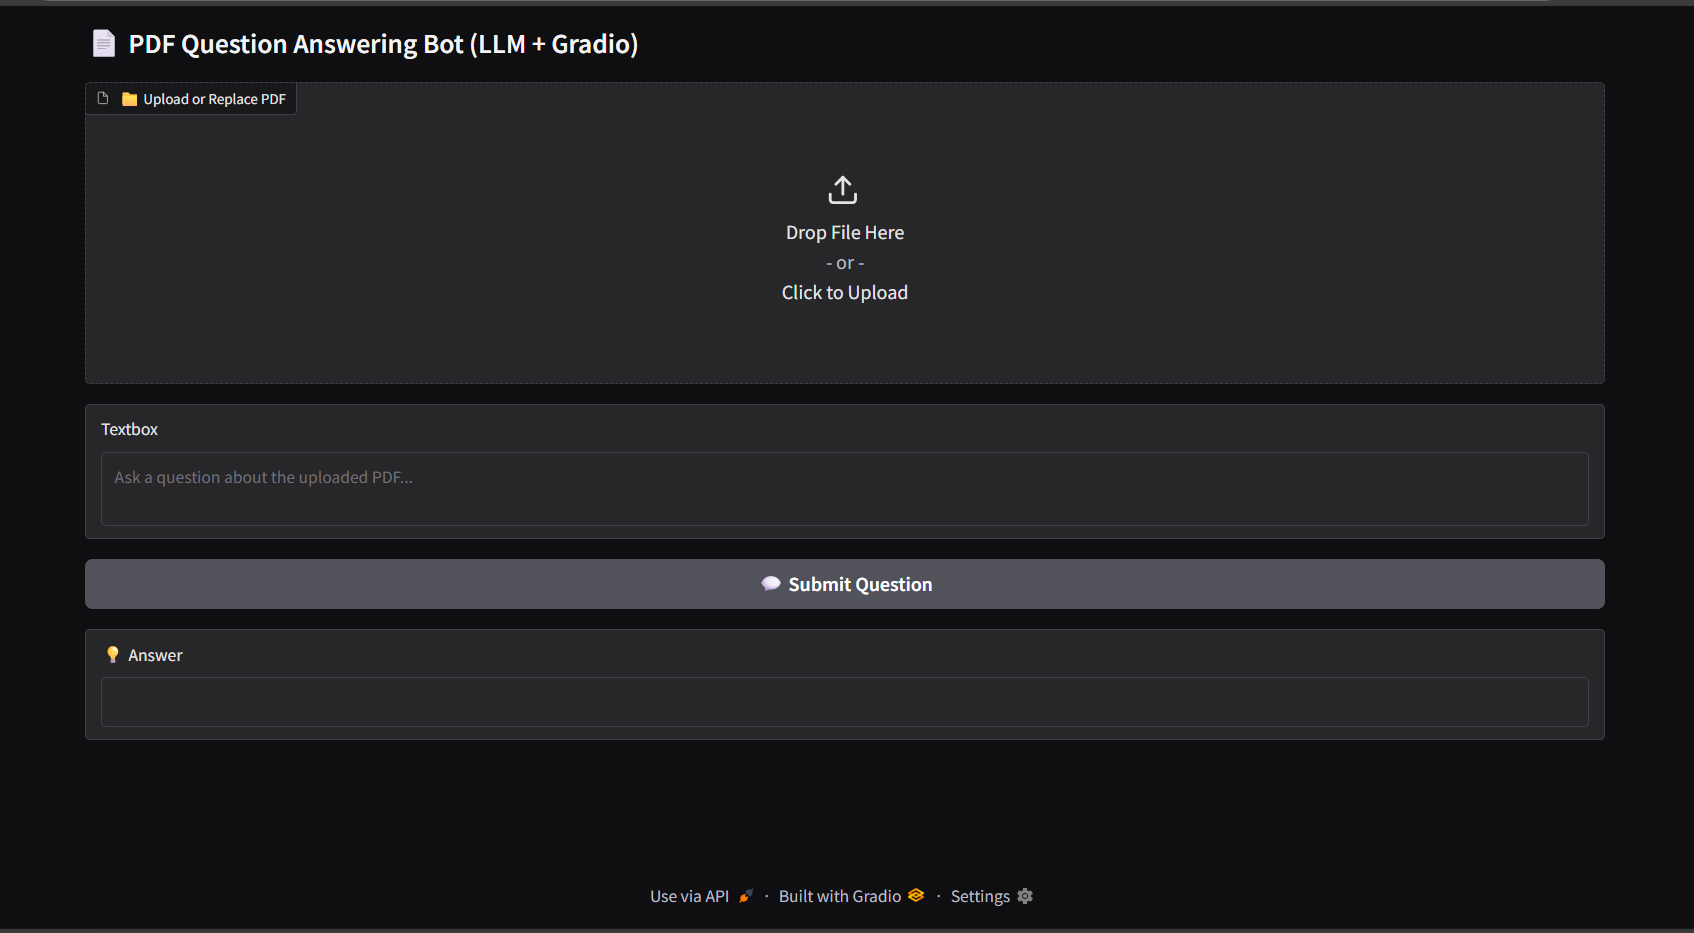 📄 PDF Question Answering Bot (LLM + Gradio)
📁 Upload or Replace PDF
Drop File Here
- or -
Click to Upload
Textbox
Ask a question about the uploaded PDF...
💬 Submit Question
💡 Answer
Use via API 🚀 · Built with Gradio · Settings ⚙️